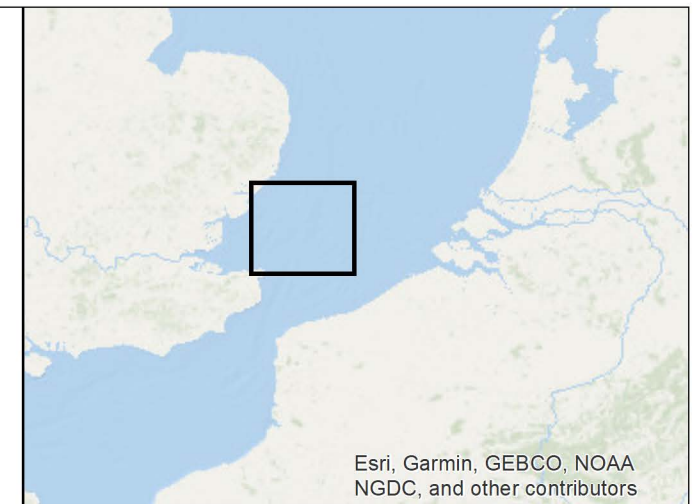 Esri, Garmin, GEBCO, NOAA
NGDC, and other contributors